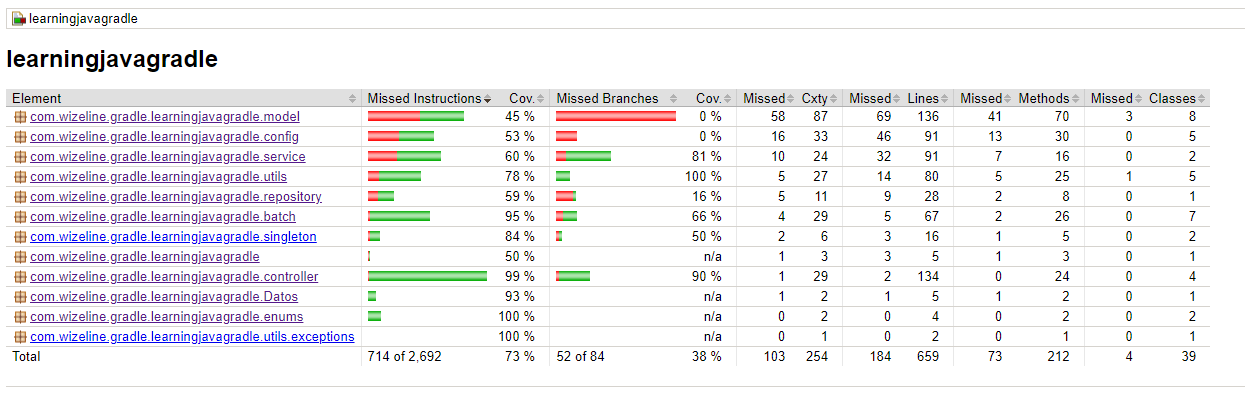 learningjavagradle
learningjavagradle
Element Missed Instructions Cov. Missed Branches Cov. Missed Cxty Missed Lines Missed Methods Missed Classes
com.wizeline.gradle.learningjavagradle.model 45 % 0 % 58 87 69 136 41 70 3 8
com.wizeline.gradle.learningjavagradle.config 53 % 0 % 16 33 46 91 13 30 0 5
com.wizeline.gradle.learningjavagradle.service 60 % 81 % 10 24 32 91 7 16 0 2
com.wizeline.gradle.learningjavagradle.utils 78 % 100 % 5 27 14 80 5 25 1 5
com.wizeline.gradle.learningjavagradle.repository 59 % 16 % 5 11 9 28 2 8 0 1
com.wizeline.gradle.learningjavagradle.batch 95 % 66 % 4 29 5 67 2 26 0 7
com.wizeline.gradle.learningjavagradle.singleton 84 % 50 % 2 6 3 16 1 5 0 2
com.wizeline.gradle.learningjavagradle 50 % n/a 1 3 3 5 1 3 0 1
com.wizeline.gradle.learningjavagradle.controller 99 % 90 % 1 29 2 134 0 24 0 4
com.wizeline.gradle.learningjavagradle.Datos 93 % n/a 1 2 1 5 1 2 0 1
com.wizeline.gradle.learningjavagradle.enums 100 % n/a 0 2 0 4 0 2 0 2
com.wizeline.gradle.learningjavagradle.utils.exceptions 100 % n/a 0 1 0 2 0 1 0 1
Total 714 of 2,692 73 % 52 of 84 38 % 103 254 184 659 73 212 4 39